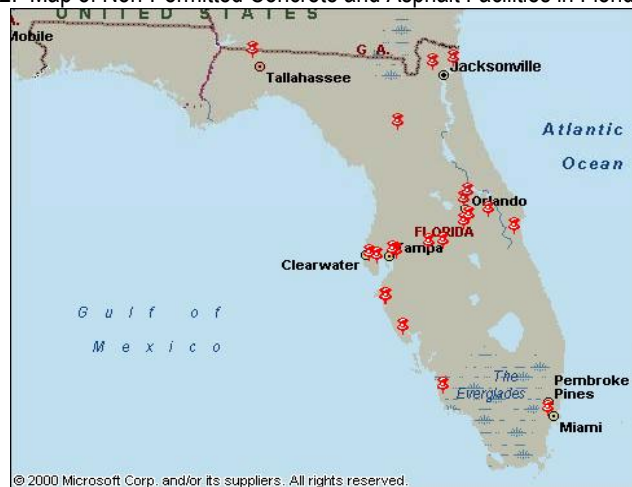 Map of Non Permitted Concrete and Asphalt Facilities in
UNITED STATES
Mobile
G A.
Tallahassee
Jacksonville
Atlantic
Ocean
Orlando
FLORIDA
Tampa
Clearwater
Gulf of
Mexico
The
Everglades
Pembroke
Pines
Miami
© 2000 Microsoft Corp. and/or its suppliers. All rights reserved.